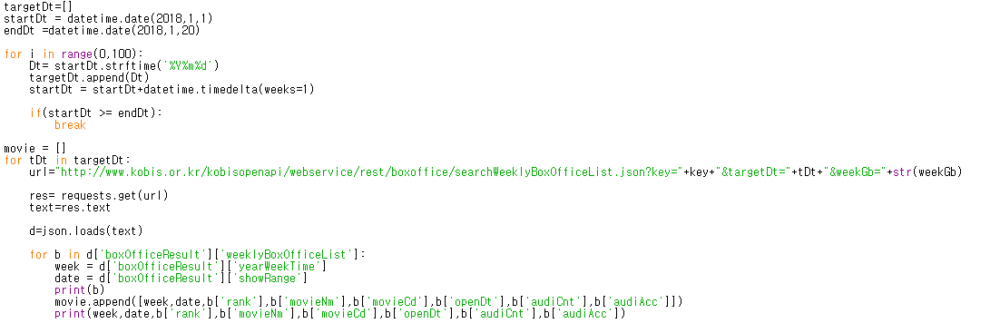 targetDt=[]
startDt = datetime.date(2018,1,1)
endDt =datetime.date(2018,1,20)
for i in range(0,100):
    Dt= startDt.strftime('%Y%m%d')
    targetDt.append(Dt)
    startDt = startDt+datetime.timedelta(weeks=1)
    if(startDt >= endDt):
        break
movie = []
for tDt in targetDt:
    url="http://www.kobis.or.kr/kobisopenapi/webservice/rest/boxoffice/searchWeeklyBoxOfficeList.json?key="+key+"&targetDt="+tDt+"&weekGb="+str(weekGb)
    res= requests.get(url)
    text=res.text
    d=json.loads(text)
    for b in d['boxOfficeResult']['weeklyBoxOfficeList']:
        week = d['boxOfficeResult']['yearWeekTime']
        date = d['boxOfficeResult']['showRange']
        print(b)
        movie.append([week,date,b['rank'],b['movieNm'],b['movieCd'],b['openDt'],b['audiCnt'],b['audiAcc']])
        print(week,date,b['rank'],b['movieNm'],b['movieCd'],b['openDt'],b['audiCnt'],b['audiAcc'])